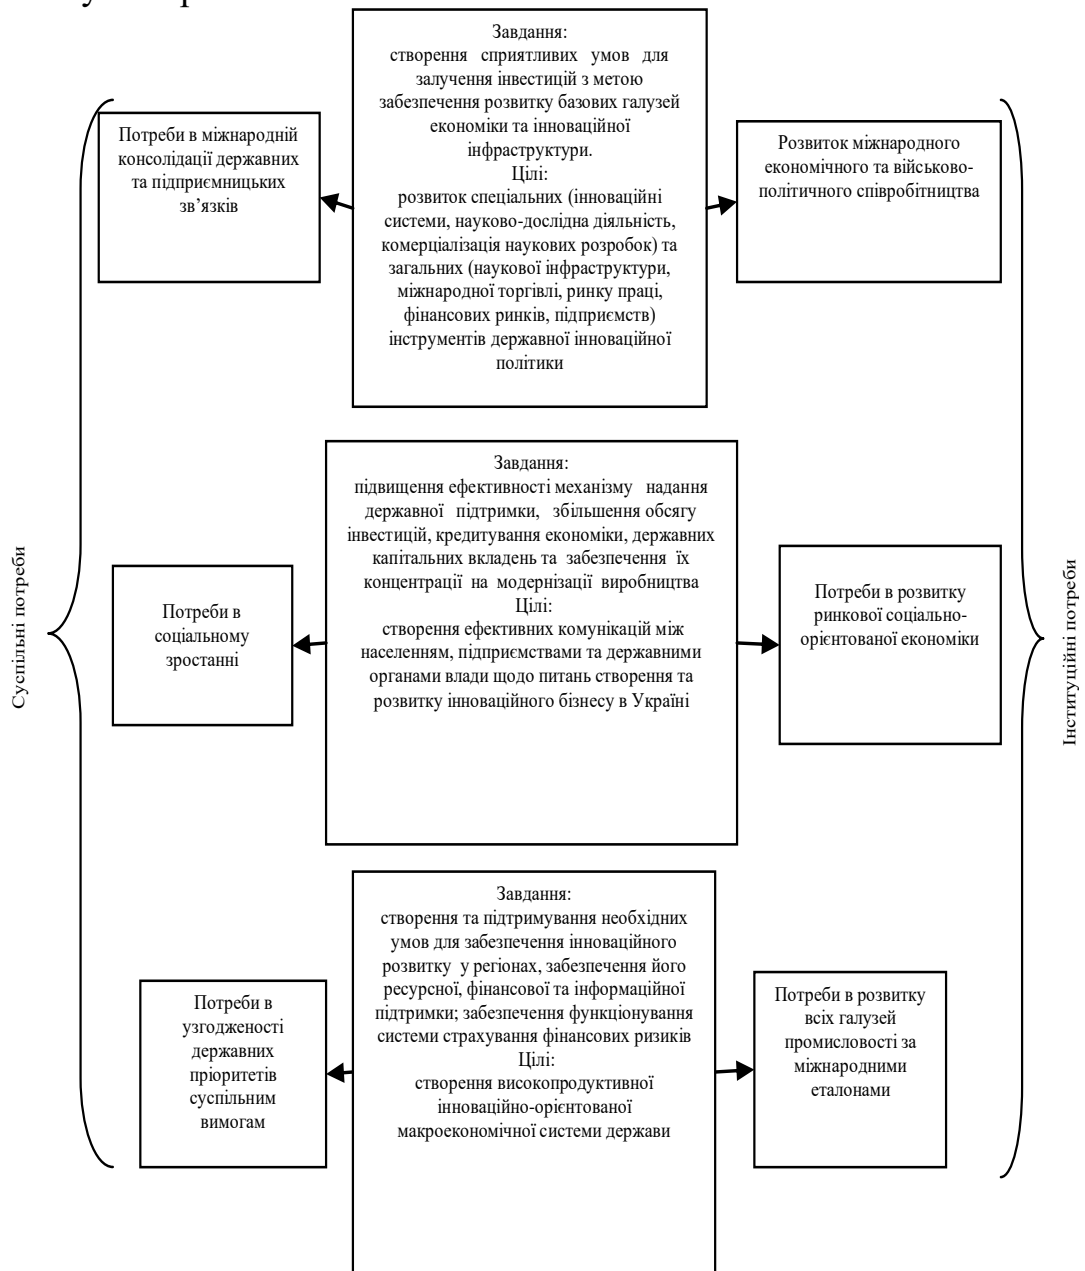 Завдання:
створення сприятливих умов для
залучення інвестицій з метою
забезпечення розвитку базових галузей
економіки та інноваційної
інфраструктури.
Цілі:
розвиток спеціальних (інноваційні
системи, науково-дослідна діяльність,
комерціалізація наукових розробок) та
загальних (наукової інфраструктури,
міжнародної торгівлі, ринку праці,
фінансових ринків, підприємств)
інструментів державної інноваційної
політики
Потреби в міжнародній
консолідації державних
та підприємницьких
зв’язків
Розвиток міжнародного
економічного та військово-
політичного співробітництва
Суспільні потреби
Завдання:
підвищення ефективності механізму надання
державної підтримки, збільшення обсягу
інвестицій, кредитування економіки, державних
капітальних вкладень та забезпечення їх
концентрації на модернізації виробництва
Цілі:
створення ефективних комунікацій між
населенням, підприємствами та державними
органами влади щодо питань створення та
розвитку інноваційного бізнесу в Україні
Потреби в
соціальному
зростанні
Потреби в розвитку
ринкової соціально-
орієнтованої економіки
Інституційні потреби
Завдання:
створення та підтримування необхідних
умов для забезпечення інноваційного
розвитку у регіонах, забезпечення його
ресурсної, фінансової та інформаційної
підтримки; забезпечення функціонування
системи страхування фінансових ризиків
Цілі:
створення високопродуктивної
інноваційно-орієнтованої
макроекономічної системи держави
Потреби в
узгодженості
державних
пріоритетів
суспільним
вимогам
Потреби в розвитку
всіх галузей
промисловості за
міжнародними
еталонами